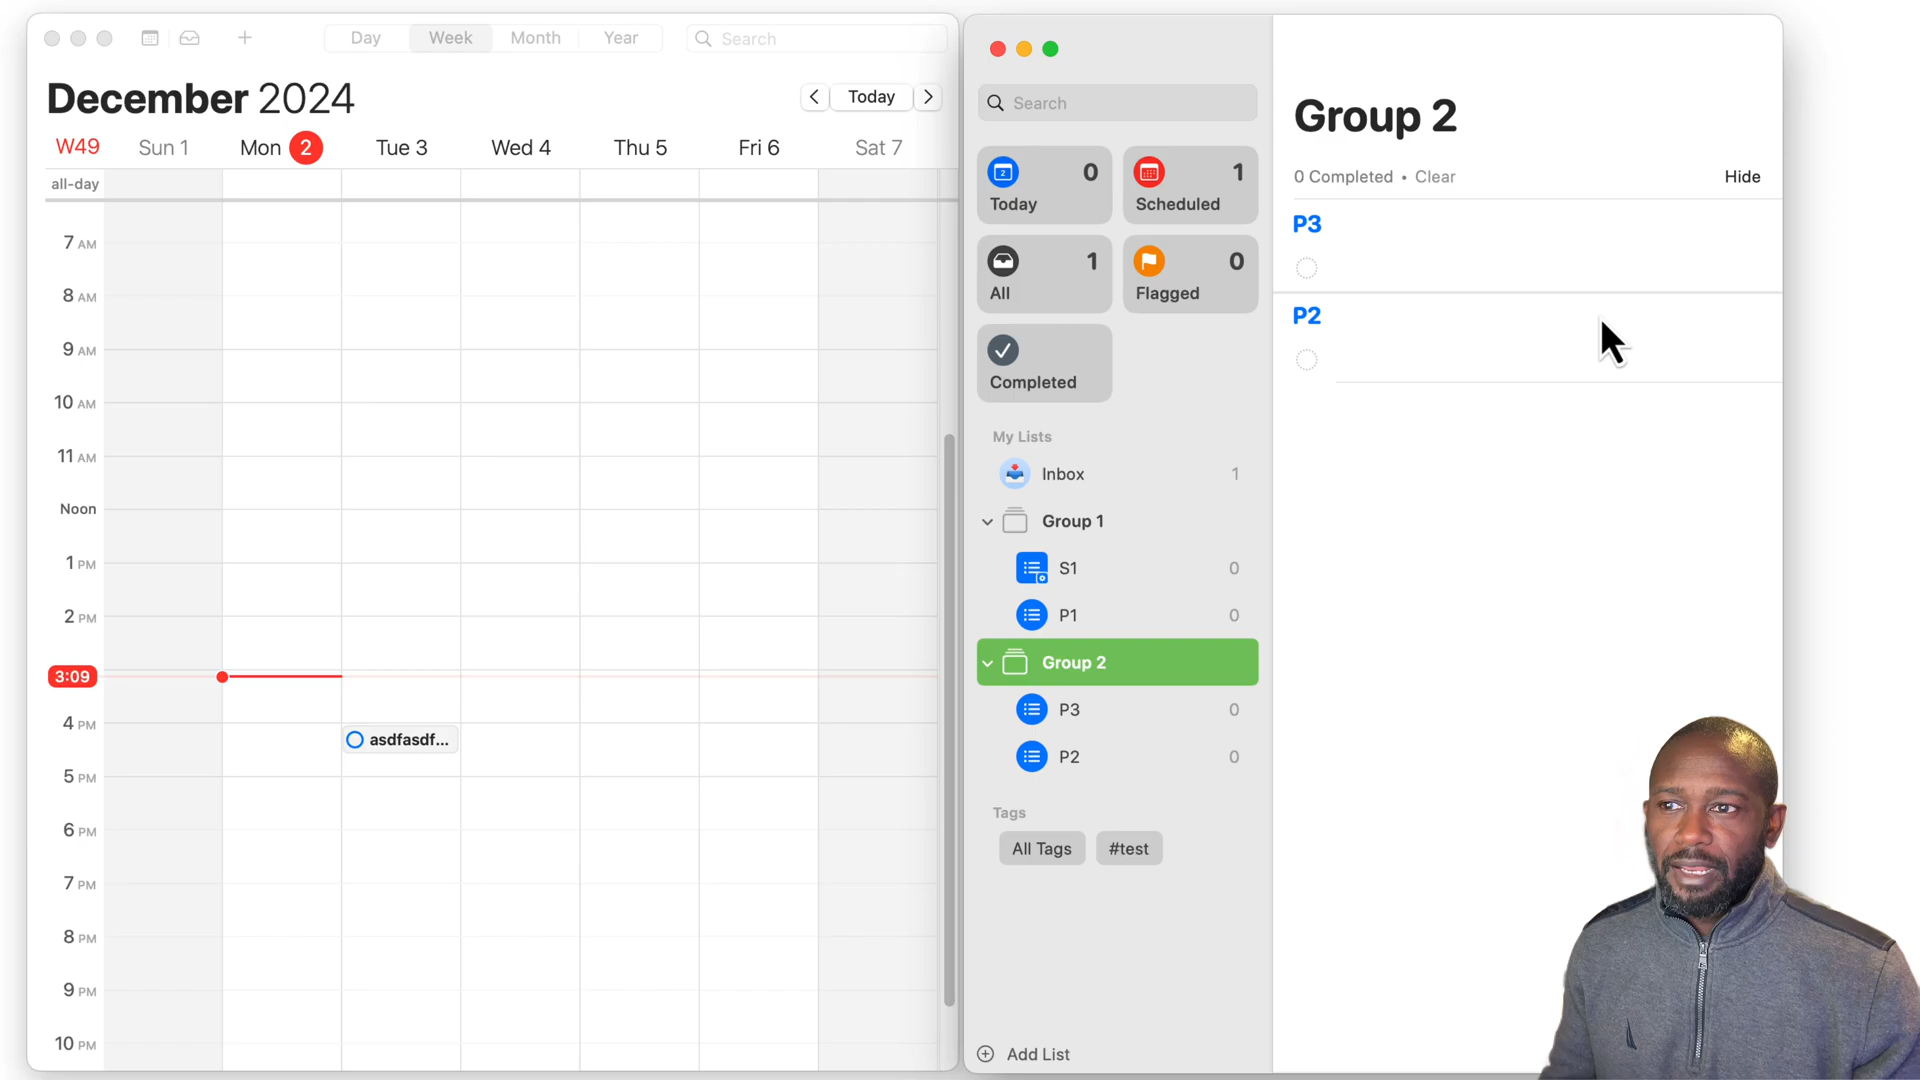 Day Week Month Year Search
December 2024
Today
W49 Sun 1 Mon 2 Tue 3 Wed 4 Thu 5 Fri 6 Sat 7
all-day
7 AM
8 AM
9 AM
10 AM
11 AM
Noon
1 PM
2 PM
3:09
4 PM
asdfasdf...
5 PM
6 PM
7 PM
8 PM
9 PM
10 PM
Search
2 0 1
Today Scheduled
1 0
All Flagged
Completed
My Lists
Inbox 1
Group 1
S1 0
P1 0
Group 2
P3 0
P2 0
Tags
All Tags #test
Add List
Group 2
0 Completed • Clear Hide
P3
P2